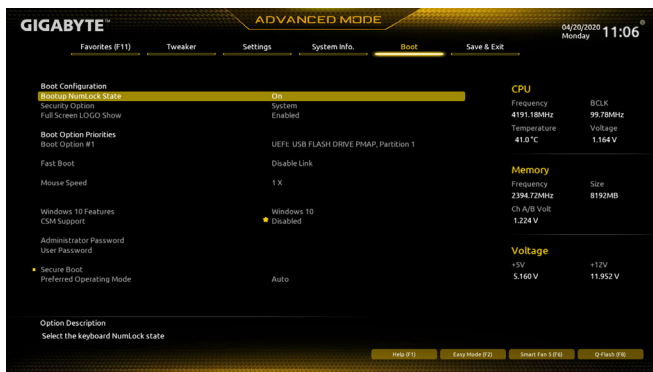 GIGABYTE™
ADVANCED MODE
04/20/2020
Monday
11:06
Favorites (F11) Tweaker Settings System Info. Boot Save & Exit
Boot Configuration
Bootup NumLock State On
Security Option System
Full Screen LOGO Show Enabled
Boot Option Priorities
Boot Option #1 UEFI: USB FLASH DRIVE PMAP, Partition 1
Fast Boot Disable Link
Mouse Speed 1 X
Windows 10 Features Windows 10
CSM Support Disabled
Administrator Password
User Password
Secure Boot
Preferred Operating Mode Auto
Option Description
Select the keyboard NumLock state
CPU
Frequency BCLK
4191.18MHz 99.78MHz
Temperature Voltage
41.0 °C 1.164 V
Memory
Frequency Size
2394.72MHz 8192MB
Ch A/B Volt
1.224 V
Voltage
+5V +12V
5.160 V 11.952 V
Help (F1) Easy Mode (F2) Smart Fan 5 (F6) Q-Flash (F8)